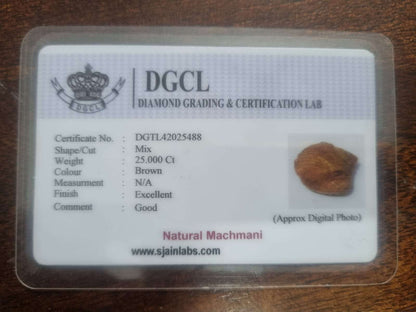 DGCL
DGCL
DIAMOND GRADING & CERTIFICATION LAB
Certificate No. : DGTL42025488
Shape/Cut : Mix
Weight : 25.000 Ct
Colour : Brown
Measurment : N/A
Finish : Excellent
Comment : Good
(Approx Digital Photo)
Natural Machmani
www.sjainlabs.com